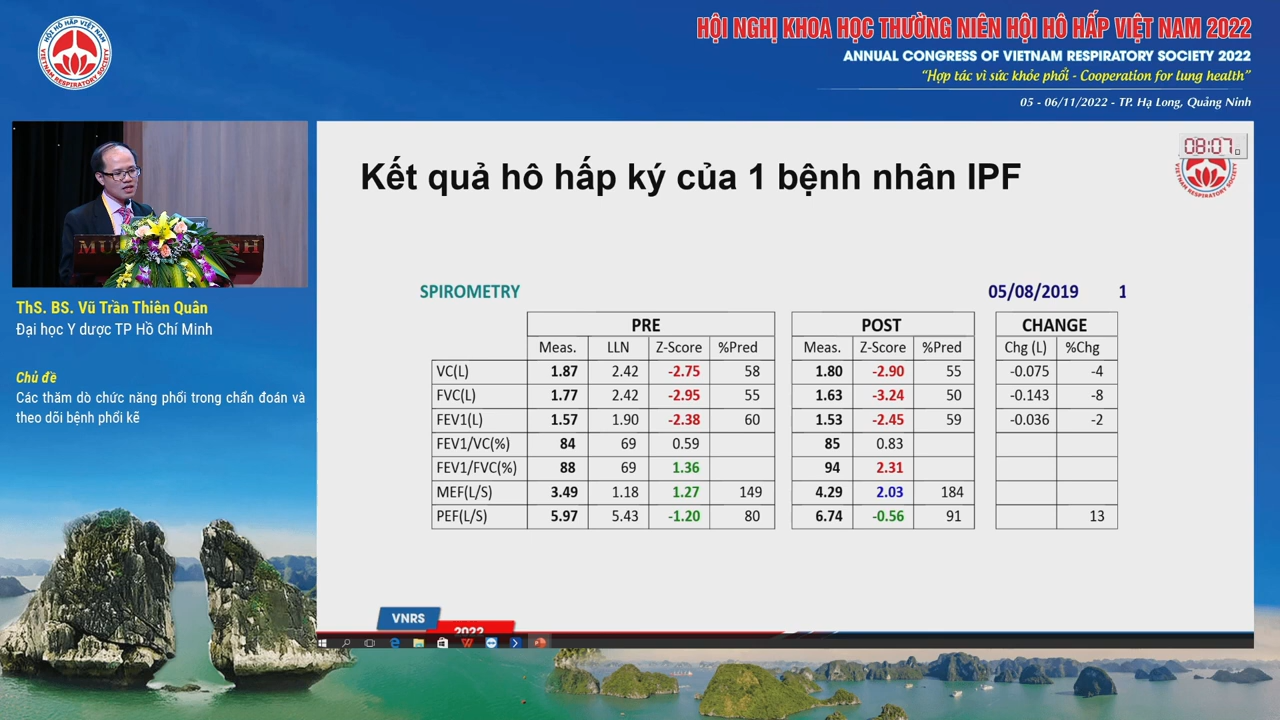 HỘI HÔ HẤP VIỆT NAM
VIETNAM RESPIRATORY SOCIETY
HỘI NGHỊ KHOA HỌC THƯỜNG NIÊN HỘI HÔ HẤP VIỆT NAM 2022
ANNUAL CONGRESS OF VIETNAM RESPIRATORY SOCIETY 2022
“Hợp tác vì sức khỏe phổi - Cooperation for lung health”
05 - 06/11/2022 - TP. Hạ Long, Quảng Ninh
ThS. BS. Vũ Trần Thiên Quân
Đại học Y dược TP Hồ Chí Minh
Chủ đề
Các thăm dò chức năng phổi trong chẩn đoán và
theo dõi bệnh phổi kẽ
08:07
Kết quả hô hấp ký của 1 bệnh nhân IPF
SPIROMETRY 05/08/2019 1
PRE POST CHANGE
Meas. LLN Z-Score %Pred Meas. Z-Score %Pred Chg (L) %Chg
VC(L) 1.87 2.42 -2.75 58 1.80 -2.90 55 -0.075 -4
FVC(L) 1.77 2.42 -2.95 55 1.63 -3.24 50 -0.143 -8
FEV1(L) 1.57 1.90 -2.38 60 1.53 -2.45 59 -0.036 -2
FEV1/VC(%) 84 69 0.59 85 0.83
FEV1/FVC(%) 88 69 1.36 94 2.31
MEF(L/S) 3.49 1.18 1.27 149 4.29 2.03 184
PEF(L/S) 5.97 5.43 -1.20 80 6.74 -0.56 91 13
VNRS
2022